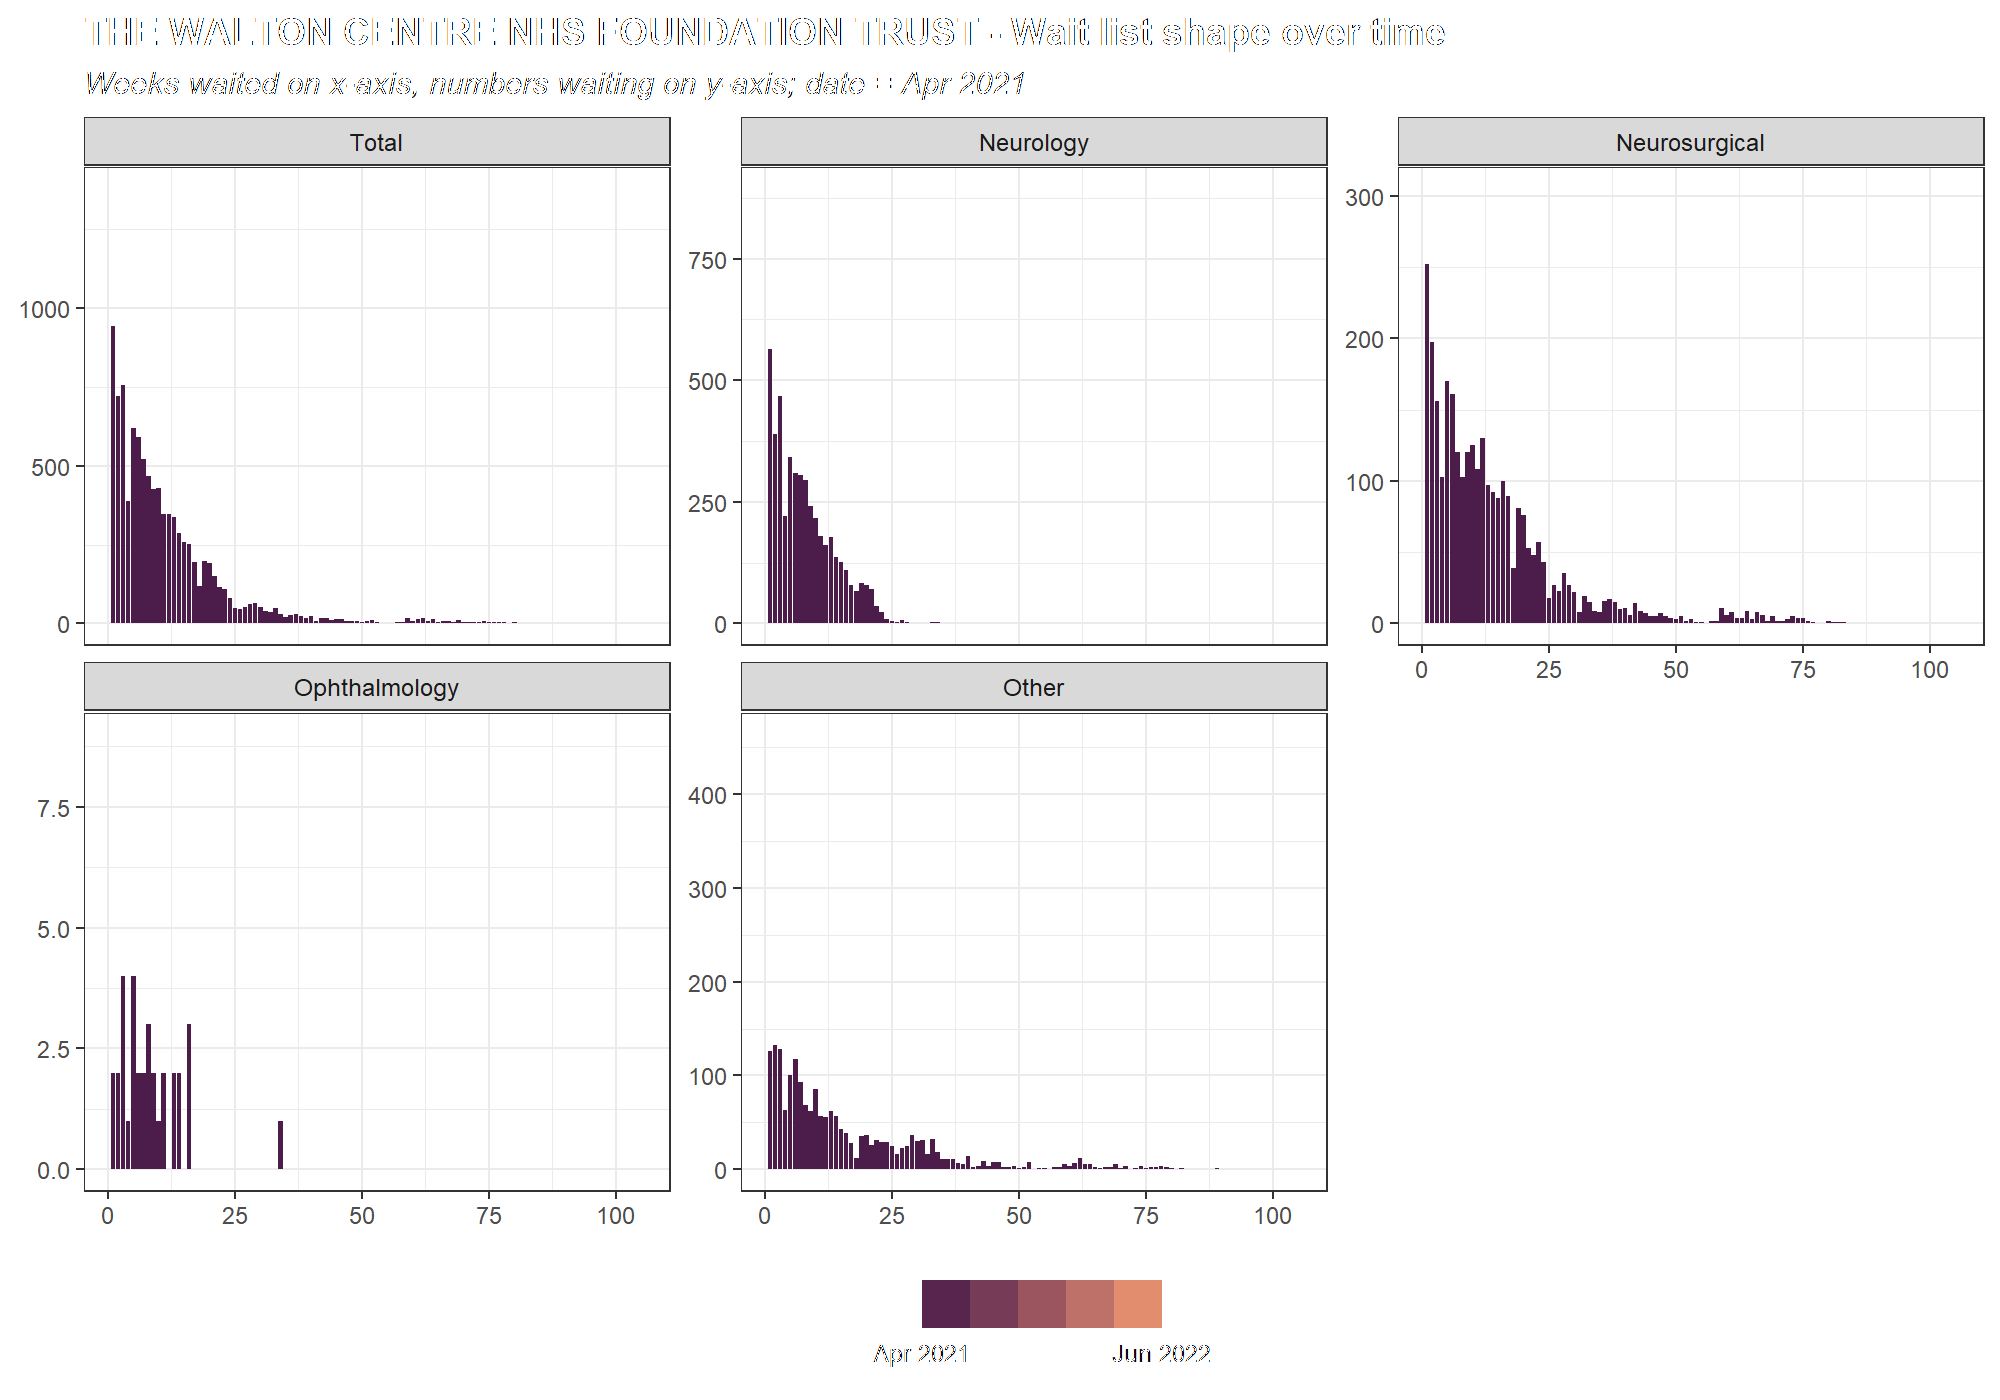 THE WALTON CENTRE NHS FOUNDATION TRUST - Wait list shape over time
Weeks waited on x-axis, numbers waiting on y-axis; date = Apr 2021
Total
Neurology
Neurosurgical
1000
500
0
750
500
250
0
300
200
100
0
0 25 50 75 100
Ophthalmology
Other
7.5
5.0
2.5
0.0
400
300
200
100
0
0 25 50 75 100
0 25 50 75 100
Apr 2021
Jun 2022